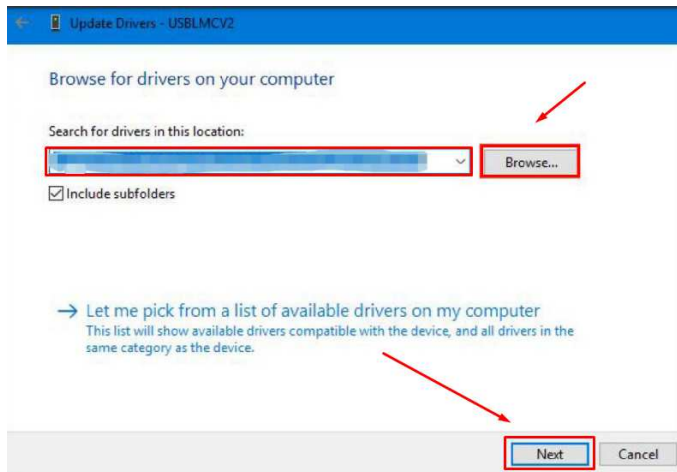 Update Drivers - USBLMCV2
Browse for drivers on your computer
Search for drivers in this location:
Browse...
Include subfolders
Let me pick from a list of available drivers on my computer
This list will show available drivers compatible with the device, and all drivers in the
same category as the device.
Next
Cancel